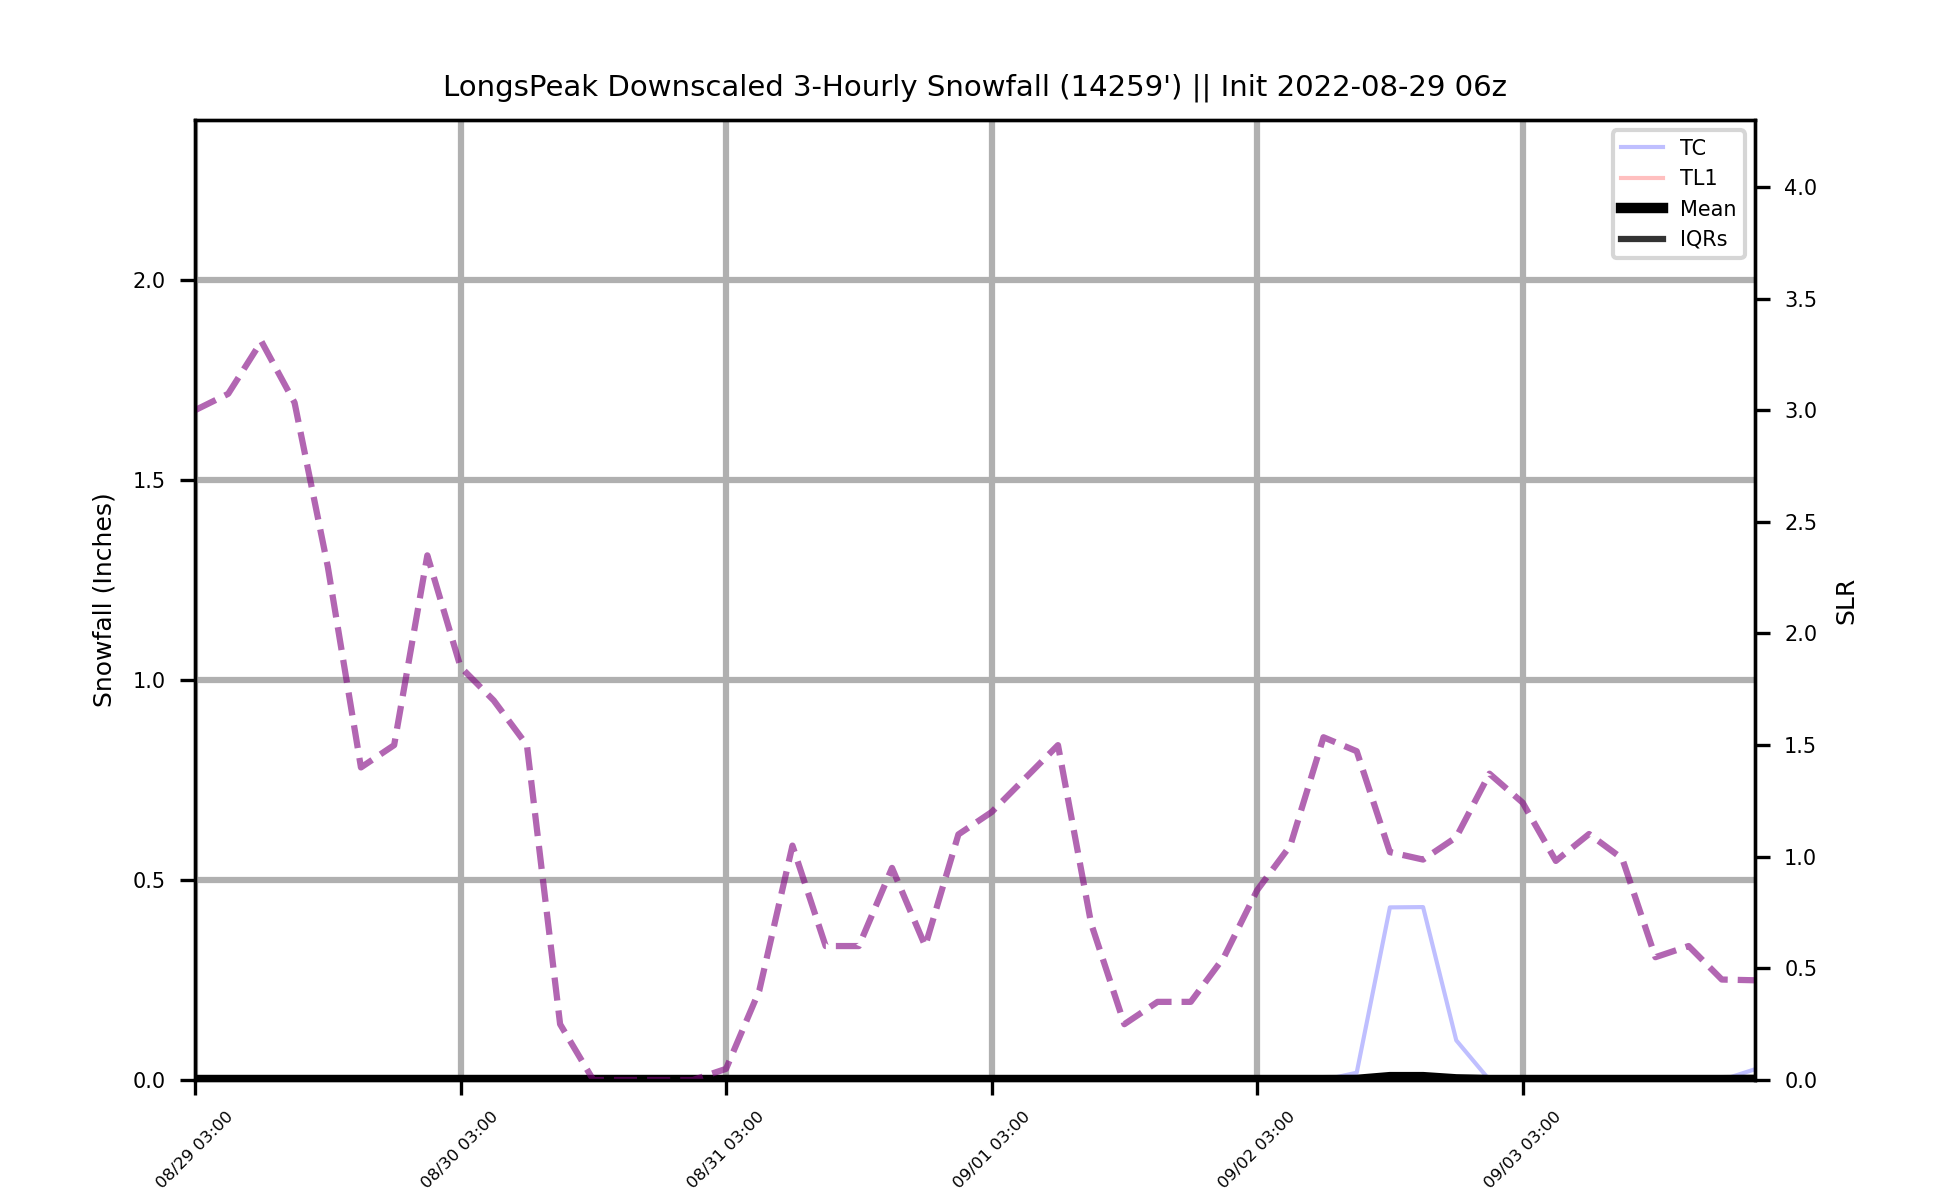 LongsPeak Downscaled 3-Hourly Snowfall (14259') || Init 2022-08-29 06z
TC
TL1
Mean
IQRs
Snowfall (Inches)
2.0
1.5
1.0
0.5
0.0
4.0
3.5
3.0
2.5
2.0
1.5
1.0
0.5
0.0
SLR
08/29 03:00
08/30 03:00
08/31 03:00
09/01 03:00
09/02 03:00
09/03 03:00